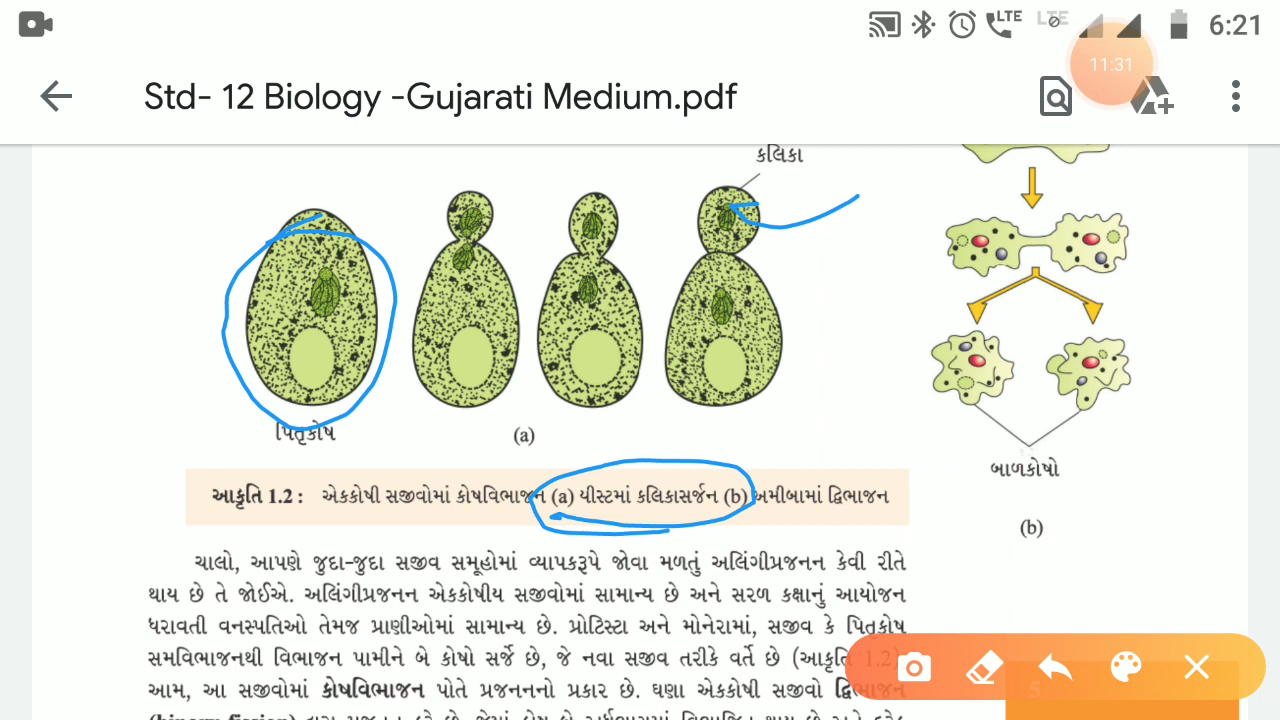 LTE LTE 6:21
11:31
Std- 12 Biology -Gujarati Medium.pdf
કલિકા
પિતૃકોષ
(a)
બાળકોષો
(b)
આકૃતિ 1.2 : એકકોષી સજીવોમાં કોષવિભાજન (a) યીસ્ટમાં કલિકાસર્જન (b) અમીબામાં દ્વિભાજન
ચાલો, આપણે જુદા-જુદા સજીવ સમૂહોમાં વ્યાપકરૂપે જોવા મળતું અલિંગીપ્રજનન કેવી રીતે
થાય છે તે જોઈએ. અલિંગીપ્રજનન એકકોષીય સજીવોમાં સામાન્ય છે અને સરળ કક્ષાનું આયોજન
ધરાવતી વનસ્પતિઓ તેમજ પ્રાણીઓમાં સામાન્ય છે. પ્રોટિસ્ટા અને મોનેરામાં, સજીવ કે પિતૃકોષ
સમવિભાજનથી વિભાજન પામીને બે કોષો સર્જે છે, જે નવા સજીવ તરીકે વર્તે છે (આકૃતિ 1.2)
આમ, આ સજીવોમાં કોષવિભાજન પોતે પ્રજનનનો પ્રકાર છે. ઘણા એકકોષી સજીવો દ્વિભાજન
5